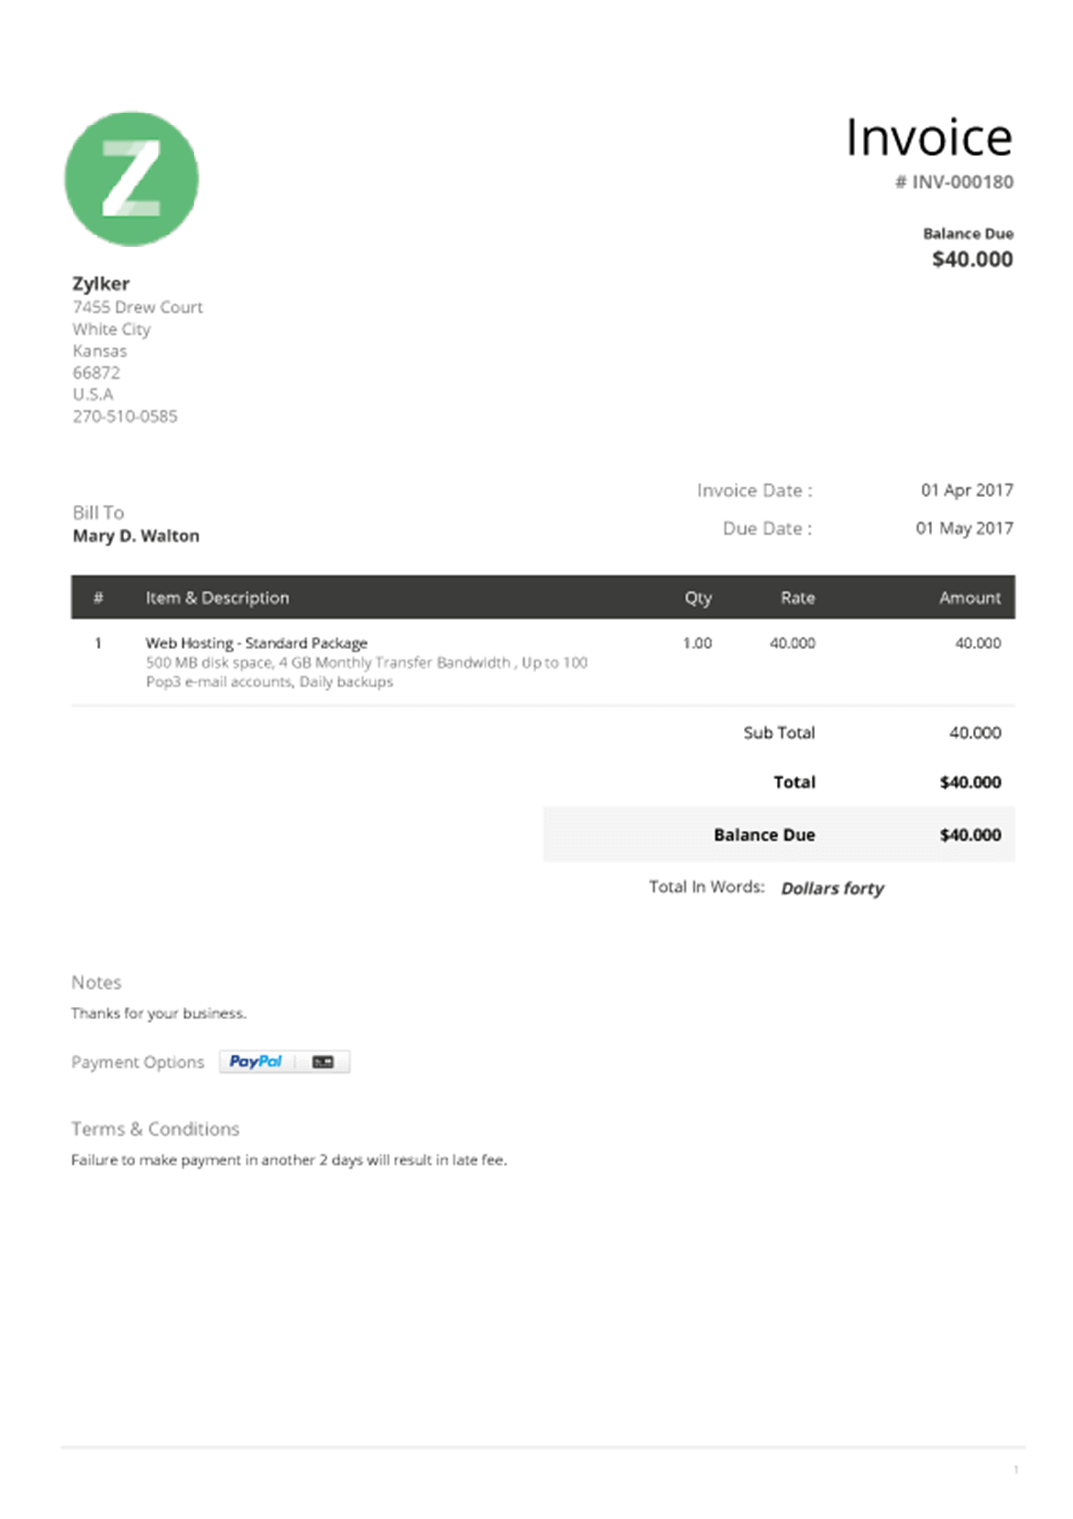 Z
Invoice
# INV-000180
Balance Due
$40.000
Zylker
7455 Drew Court
White City
Kansas
66872
U.S.A
270-510-0585
Invoice Date : 01 Apr 2017
Bill To
Mary D. Walton
Due Date : 01 May 2017
# Item & Description Qty Rate Amount
1 Web Hosting - Standard Package 1.00 40.000 40.000
500 MB disk space, 4 GB Monthly Transfer Bandwidth , Up to 100
Pop3 e-mail accounts, Daily backups
Sub Total 40.000
Total $40.000
Balance Due $40.000
Total In Words: Dollars forty
Notes
Thanks for your business.
Payment Options PayPal
Terms & Conditions
Failure to make payment in another 2 days will result in late fee.
1